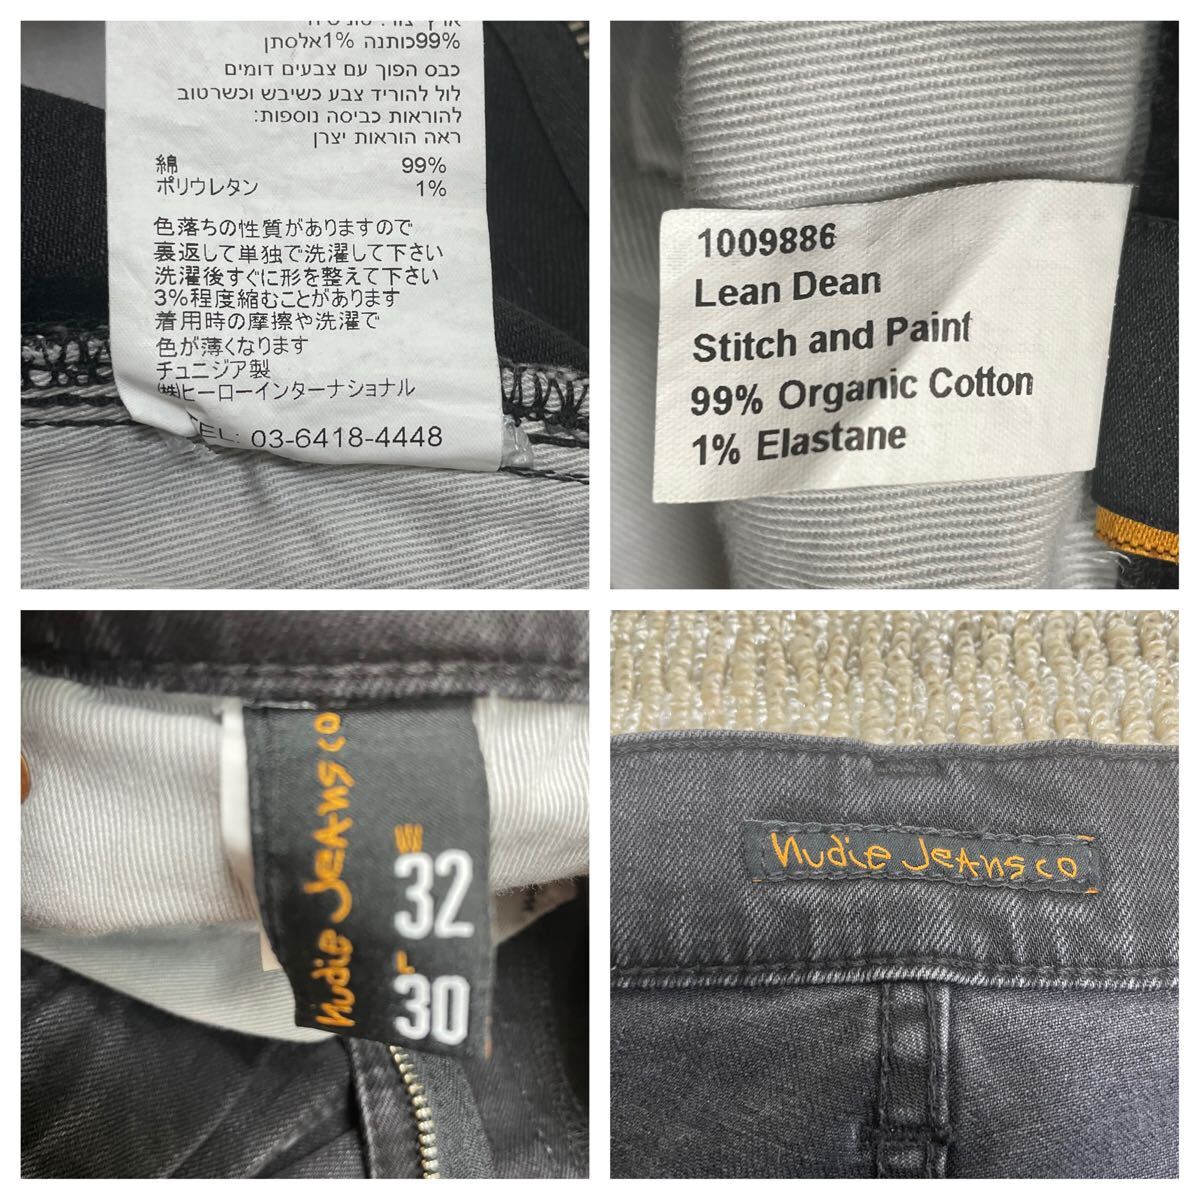 99%כותנה 1%אלסתן
כבס הפוך עם צבעים דומים
לול להוריד צבע כשיבש וכשרטוב
להוראות כביסה נוספות:
ראה הוראות יצרן
綿 99%
ポリウレタン 1%
色落ちの性質がありますので
裏返して単独で洗濯して下さい
洗濯後すぐに形を整えて下さい
3%程度縮むことがあります
着用時の摩擦や洗濯で
色が薄くなります
チュニジア製
㈱ヒーローインターナショナル
TEL: 03-6418-4448
1009886
Lean Dean
Stitch and Paint
99% Organic Cotton
1% Elastane
nudie JEANS CO
W
32
L
30
nudie JEANS CO